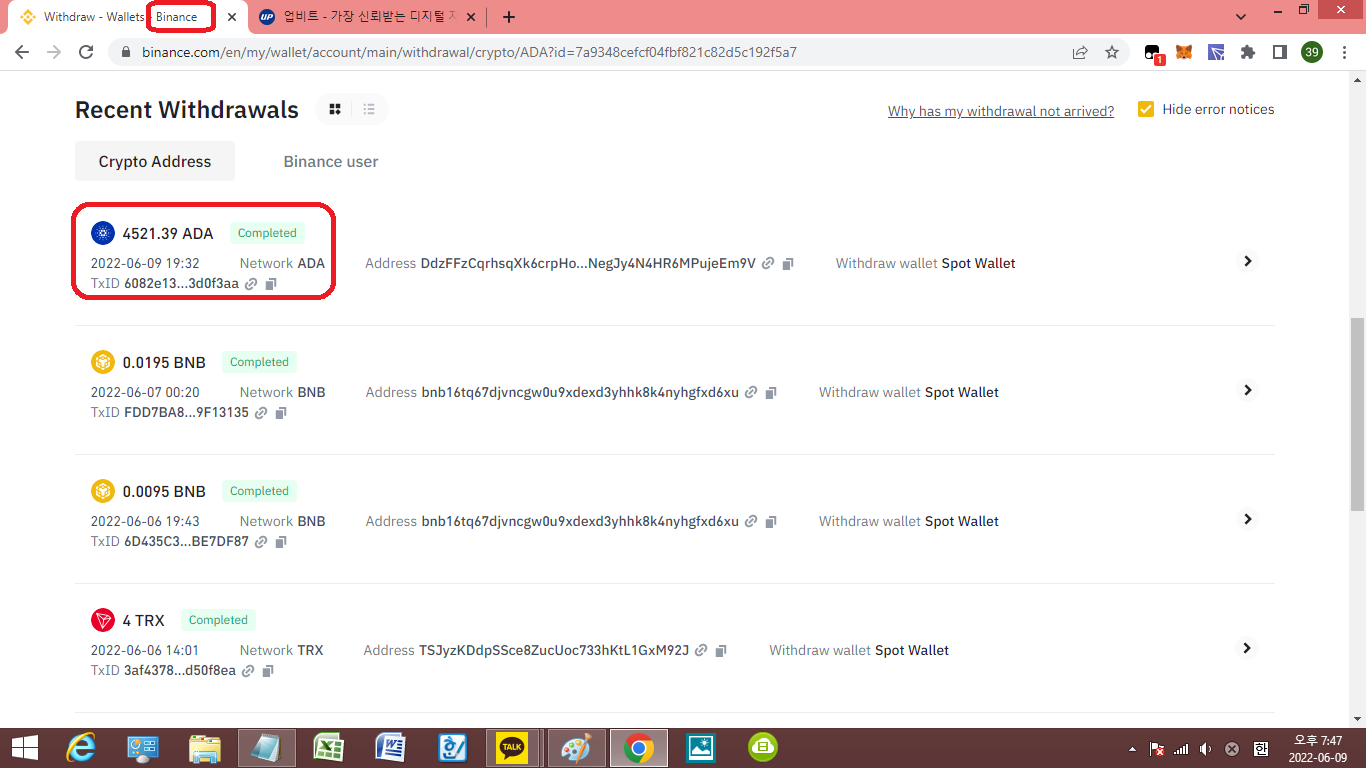 Withdraw - Wallets - Binance
업비트 - 가장 신뢰받는 디지털 자
binance.com/en/my/wallet/account/main/withdrawal/crypto/ADA?id=7a9348cefcf04fbf821c82d5c192f5a7
1
39
Recent Withdrawals
Why has my withdrawal not arrived?
Hide error notices
Crypto Address
Binance user
4521.39 ADA Completed
2022-06-09 19:32 Network ADA Address DdzFFzCqrhsqXk6crpHo...NegJy4N4HR6MPujeEm9V Withdraw wallet Spot Wallet
TxID 6082e13...3d0f3aa
0.0195 BNB Completed
2022-06-07 00:20 Network BNB Address bnb16tq67djvncgw0u9xdexd3yhhk8k4nyhgfxd6xu Withdraw wallet Spot Wallet
TxID FDD7BA8...9F13135
0.0095 BNB Completed
2022-06-06 19:43 Network BNB Address bnb16tq67djvncgw0u9xdexd3yhhk8k4nyhgfxd6xu Withdraw wallet Spot Wallet
TxID 6D435C3...BE7DF87
4 TRX Completed
2022-06-06 14:01 Network TRX Address TSJyzKDdpSSce8ZucUoc733hKtL1GxM92J Withdraw wallet Spot Wallet
TxID 3af4378...d50f8ea
TALK
한
오후 7:47
2022-06-09